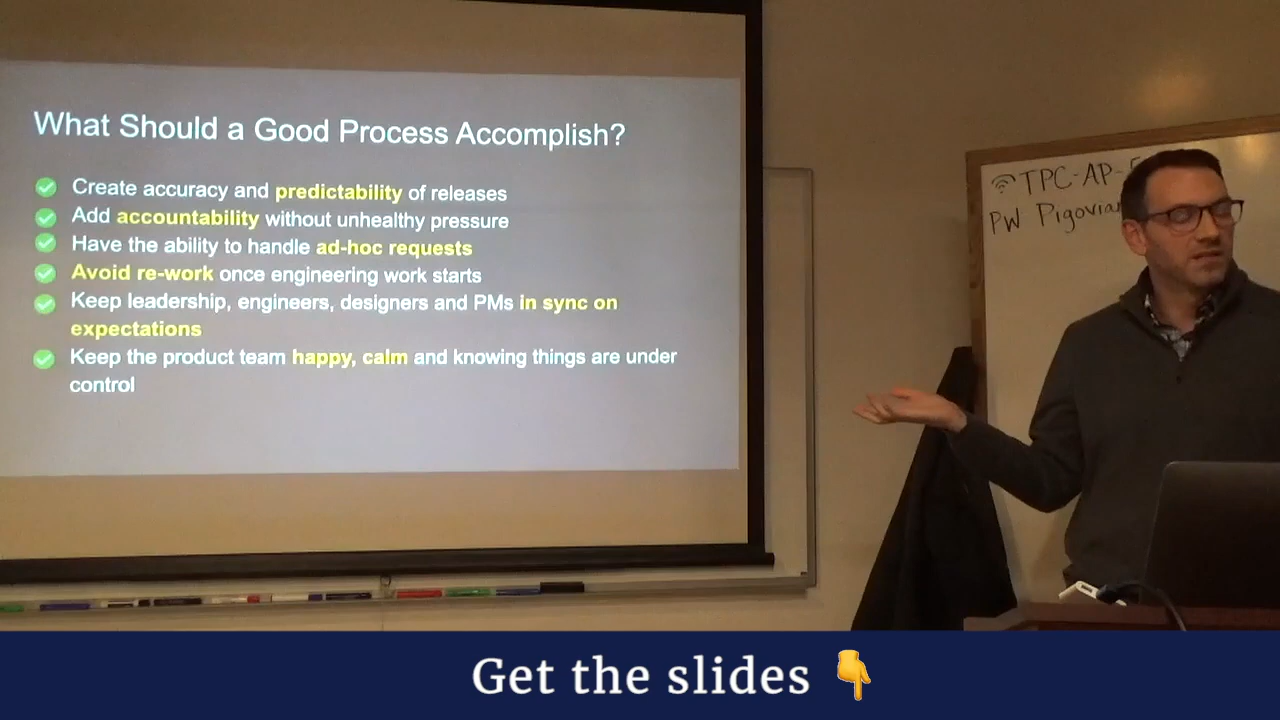 What Should a Good Process Accomplish?
Create accuracy and predictability of releases
Add accountability without unhealthy pressure
Have the ability to handle ad-hoc requests
Avoid re-work once engineering work starts
Keep leadership, engineers, designers and PMs in sync on
expectations
Keep the product team happy, calm and knowing things are under
control
TPC-AP-
PW Pigovian
Get the slides 👇